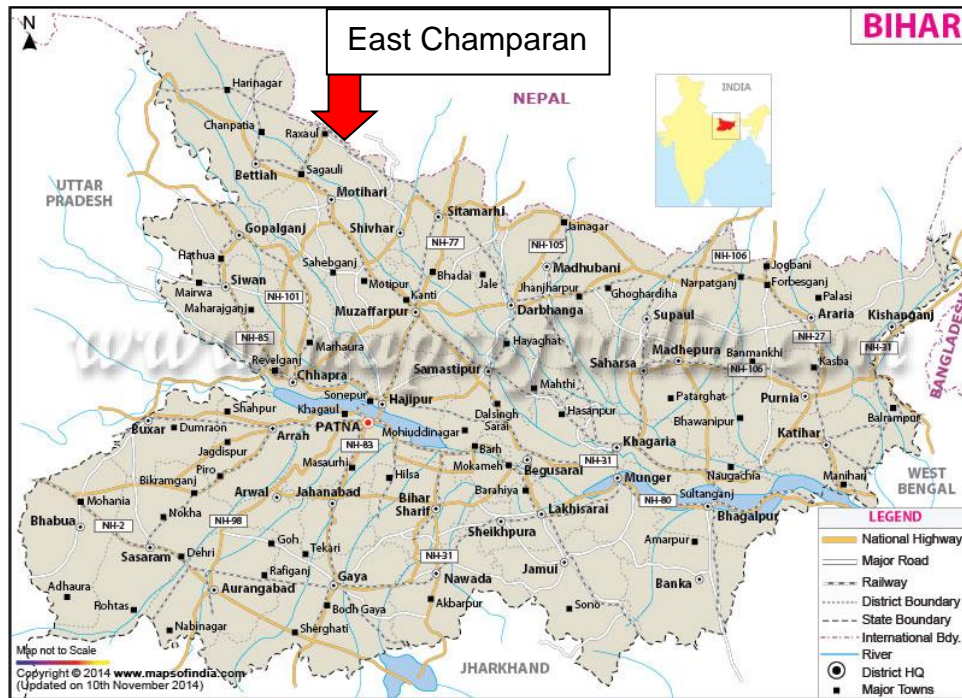 N
East Champaran
BIHAR
INDIA
NEPAL
Harinagar
Chanpatia
Raxaul
Bettiah
Sagauli
UTTAR
PRADESH
Motihari
Gopalganj
Shivhar
Sitamarhi
Jainagar
NH-77
NH-105
NH-106
Hathua
Sahebganj
Bhadai
Jale
Madhubani
Jogbani
Siwan
Motipur
Narpatganj
Forbesganj
Mairwa
NH-101
Kanti
Jhanjharpur
Ghoghardiha
Palasi
Maharajganj
Muzaffarpur
Darbhanga
Supaul
Araria
Kishanganj
NH-85
Marhaura
Hayaghat
NH-27
NH-31
www.mapsofindia.com
Revelganj
Saharsa
Madhepura
Banmankhi
Kasba
BANGLADESH
Chhapra
Samastipur
NH-106
Sonepur
Mahthi
Shahpur
Khagaul
Hajipur
Dalsingh
Sarai
Hasanpur
Patarghat
Purnia
Balrampur
Buxar
Dumraon
Arrah
PATNA
Mohiuddinagar
Bhawanipur
NH-83
Jagdispur
Barh
Khagaria
Katihar
Piro
Masaurhi
Mokameh
Begusarai
NH-31
Naugachia
WEST
BENGAL
Bikramganj
Hilsa
Munger
Manihari
Mohania
Arwal
Jahanabad
Bihar
Sharif
Barahiya
NH-80
Sultanganj
Bhabua
NH-2
Nokha
NH-98
Lakhisarai
Bhagalpur
Sheikhpura
Sasaram
Dehri
Goh
Tekari
NH-31
Amarpur
Jamui
Adhaura
Rafiganj
Gaya
Nawada
Banka
Rohtas
Aurangabad
Bodh Gaya
Akbarpur
Sono
Nabinagar
Sherghati
JHARKHAND
LEGEND
National Highway
Major Road
Railway
District Boundary
State Boundary
International Bdy.
River
District HQ
Major Towns
Map not to Scale
Copyright © 2014 www.mapsofindia.com
(Updated on 10th November 2014)